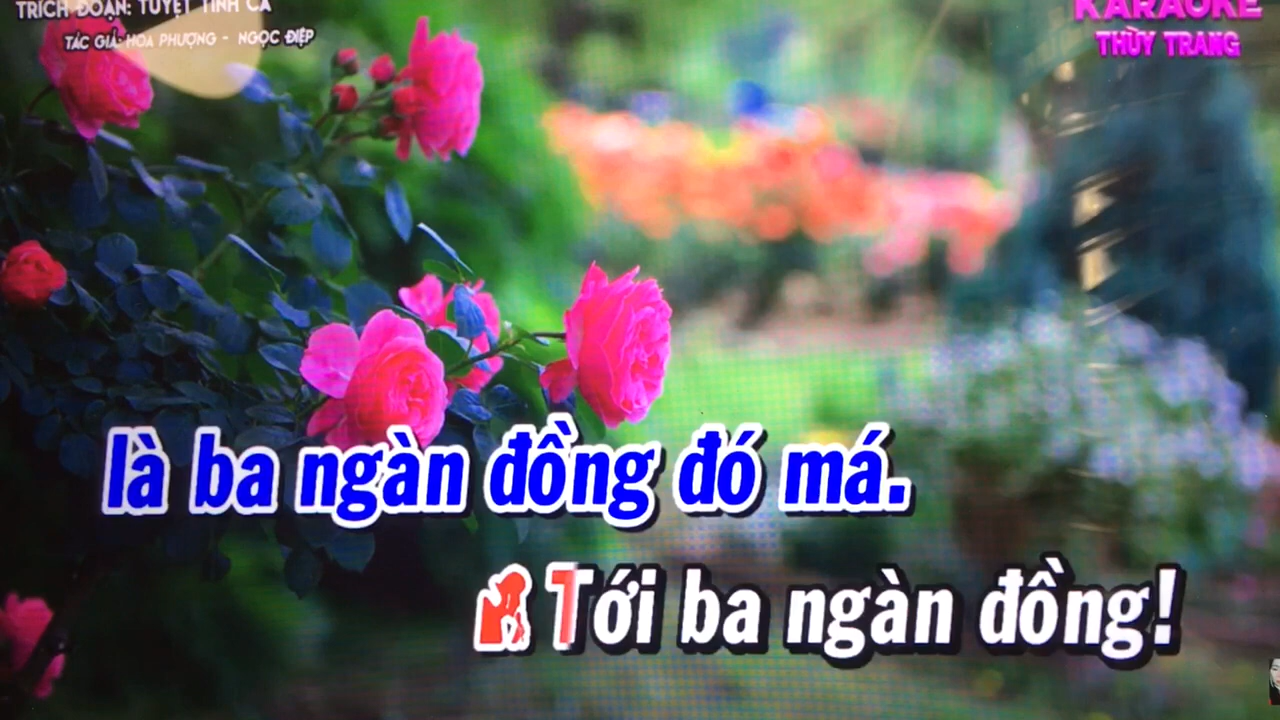 TRÍCH ĐOẠN: TUYỆT TÌNH CA
TÁC GIẢ: HOA PHƯỢNG - NGỌC ĐIỆP
KARAOKE
THÙY TRANG
là ba ngàn đồng đó má.
Tới ba ngàn đồng!